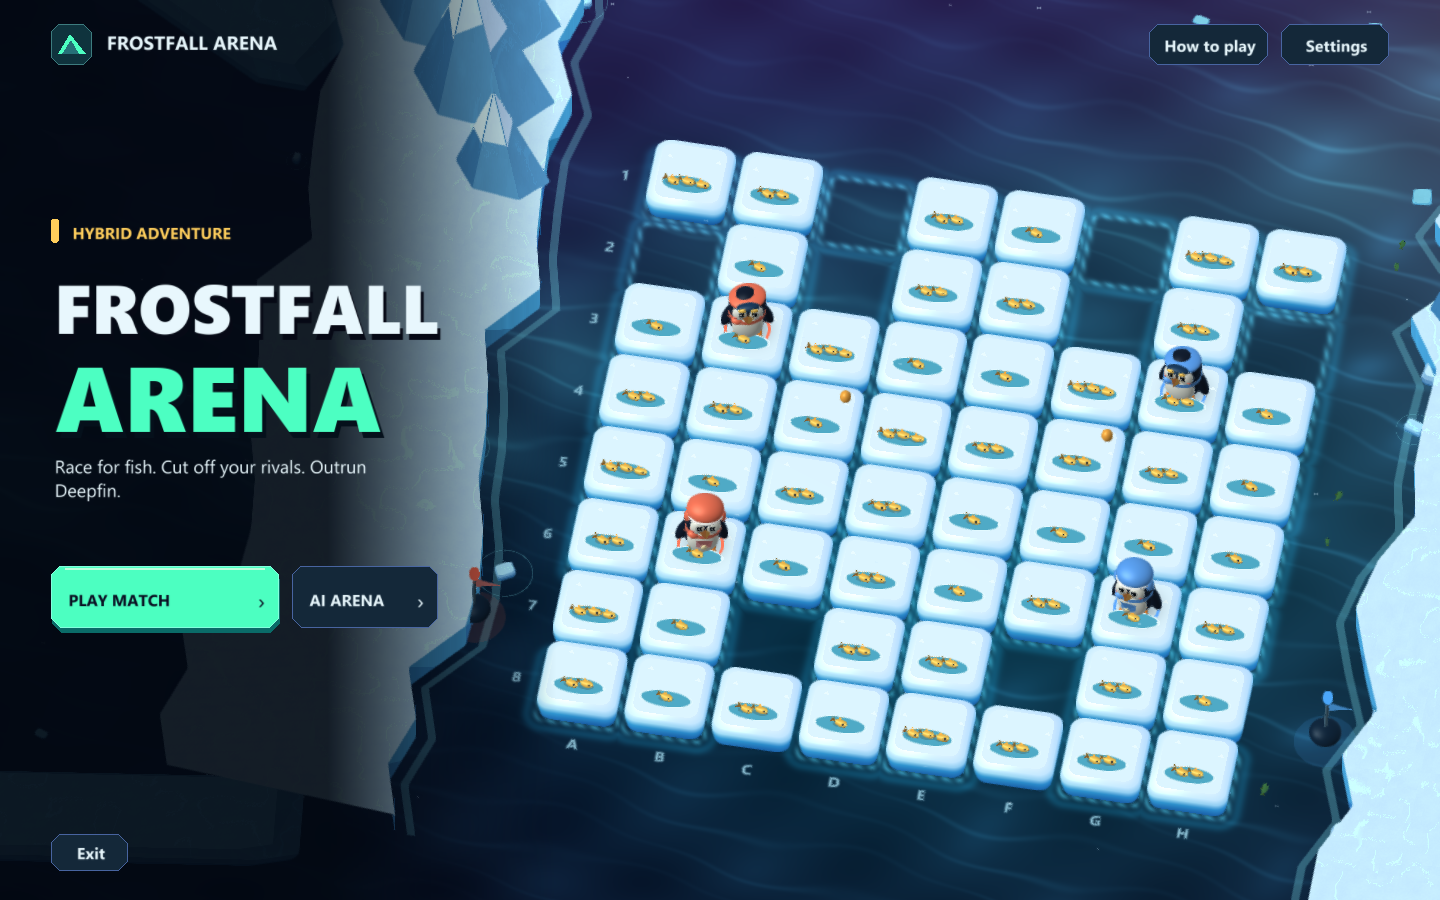 FROSTFALL ARENA
How to play
Settings
HYBRID ADVENTURE
FROSTFALL
ARENA
Race for fish. Cut off your rivals. Outrun
Deepfin.
PLAY MATCH ›
AI ARENA ›
Exit
1
2
3
4
5
6
7
8
A B C D E F G H